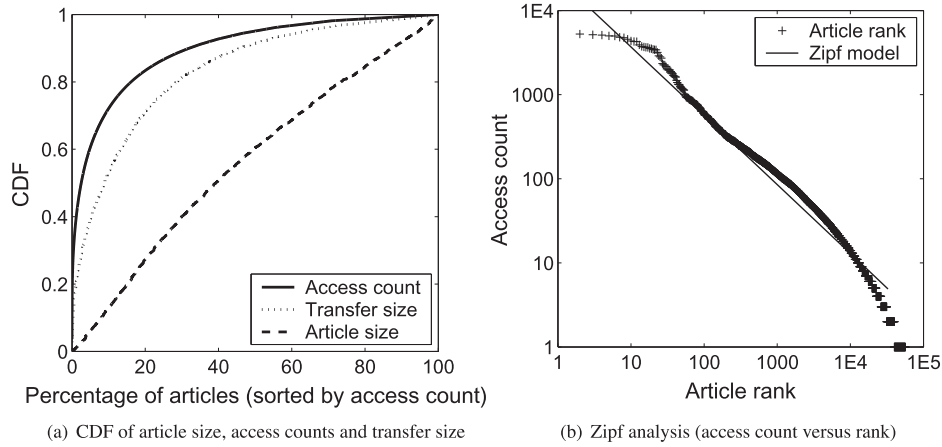 1
0.8
0.6
0.4
0.2
0
CDF
Access count
Transfer size
Article size
0 20 40 60 80 100
Percentage of articles (sorted by access count)
(a) CDF of article size, access counts and transfer size
1E4
1000
100
10
1
Access count
Article rank
Zipf model
1 10 100 1000 1E4 1E5
Article rank
(b) Zipf analysis (access count versus rank)